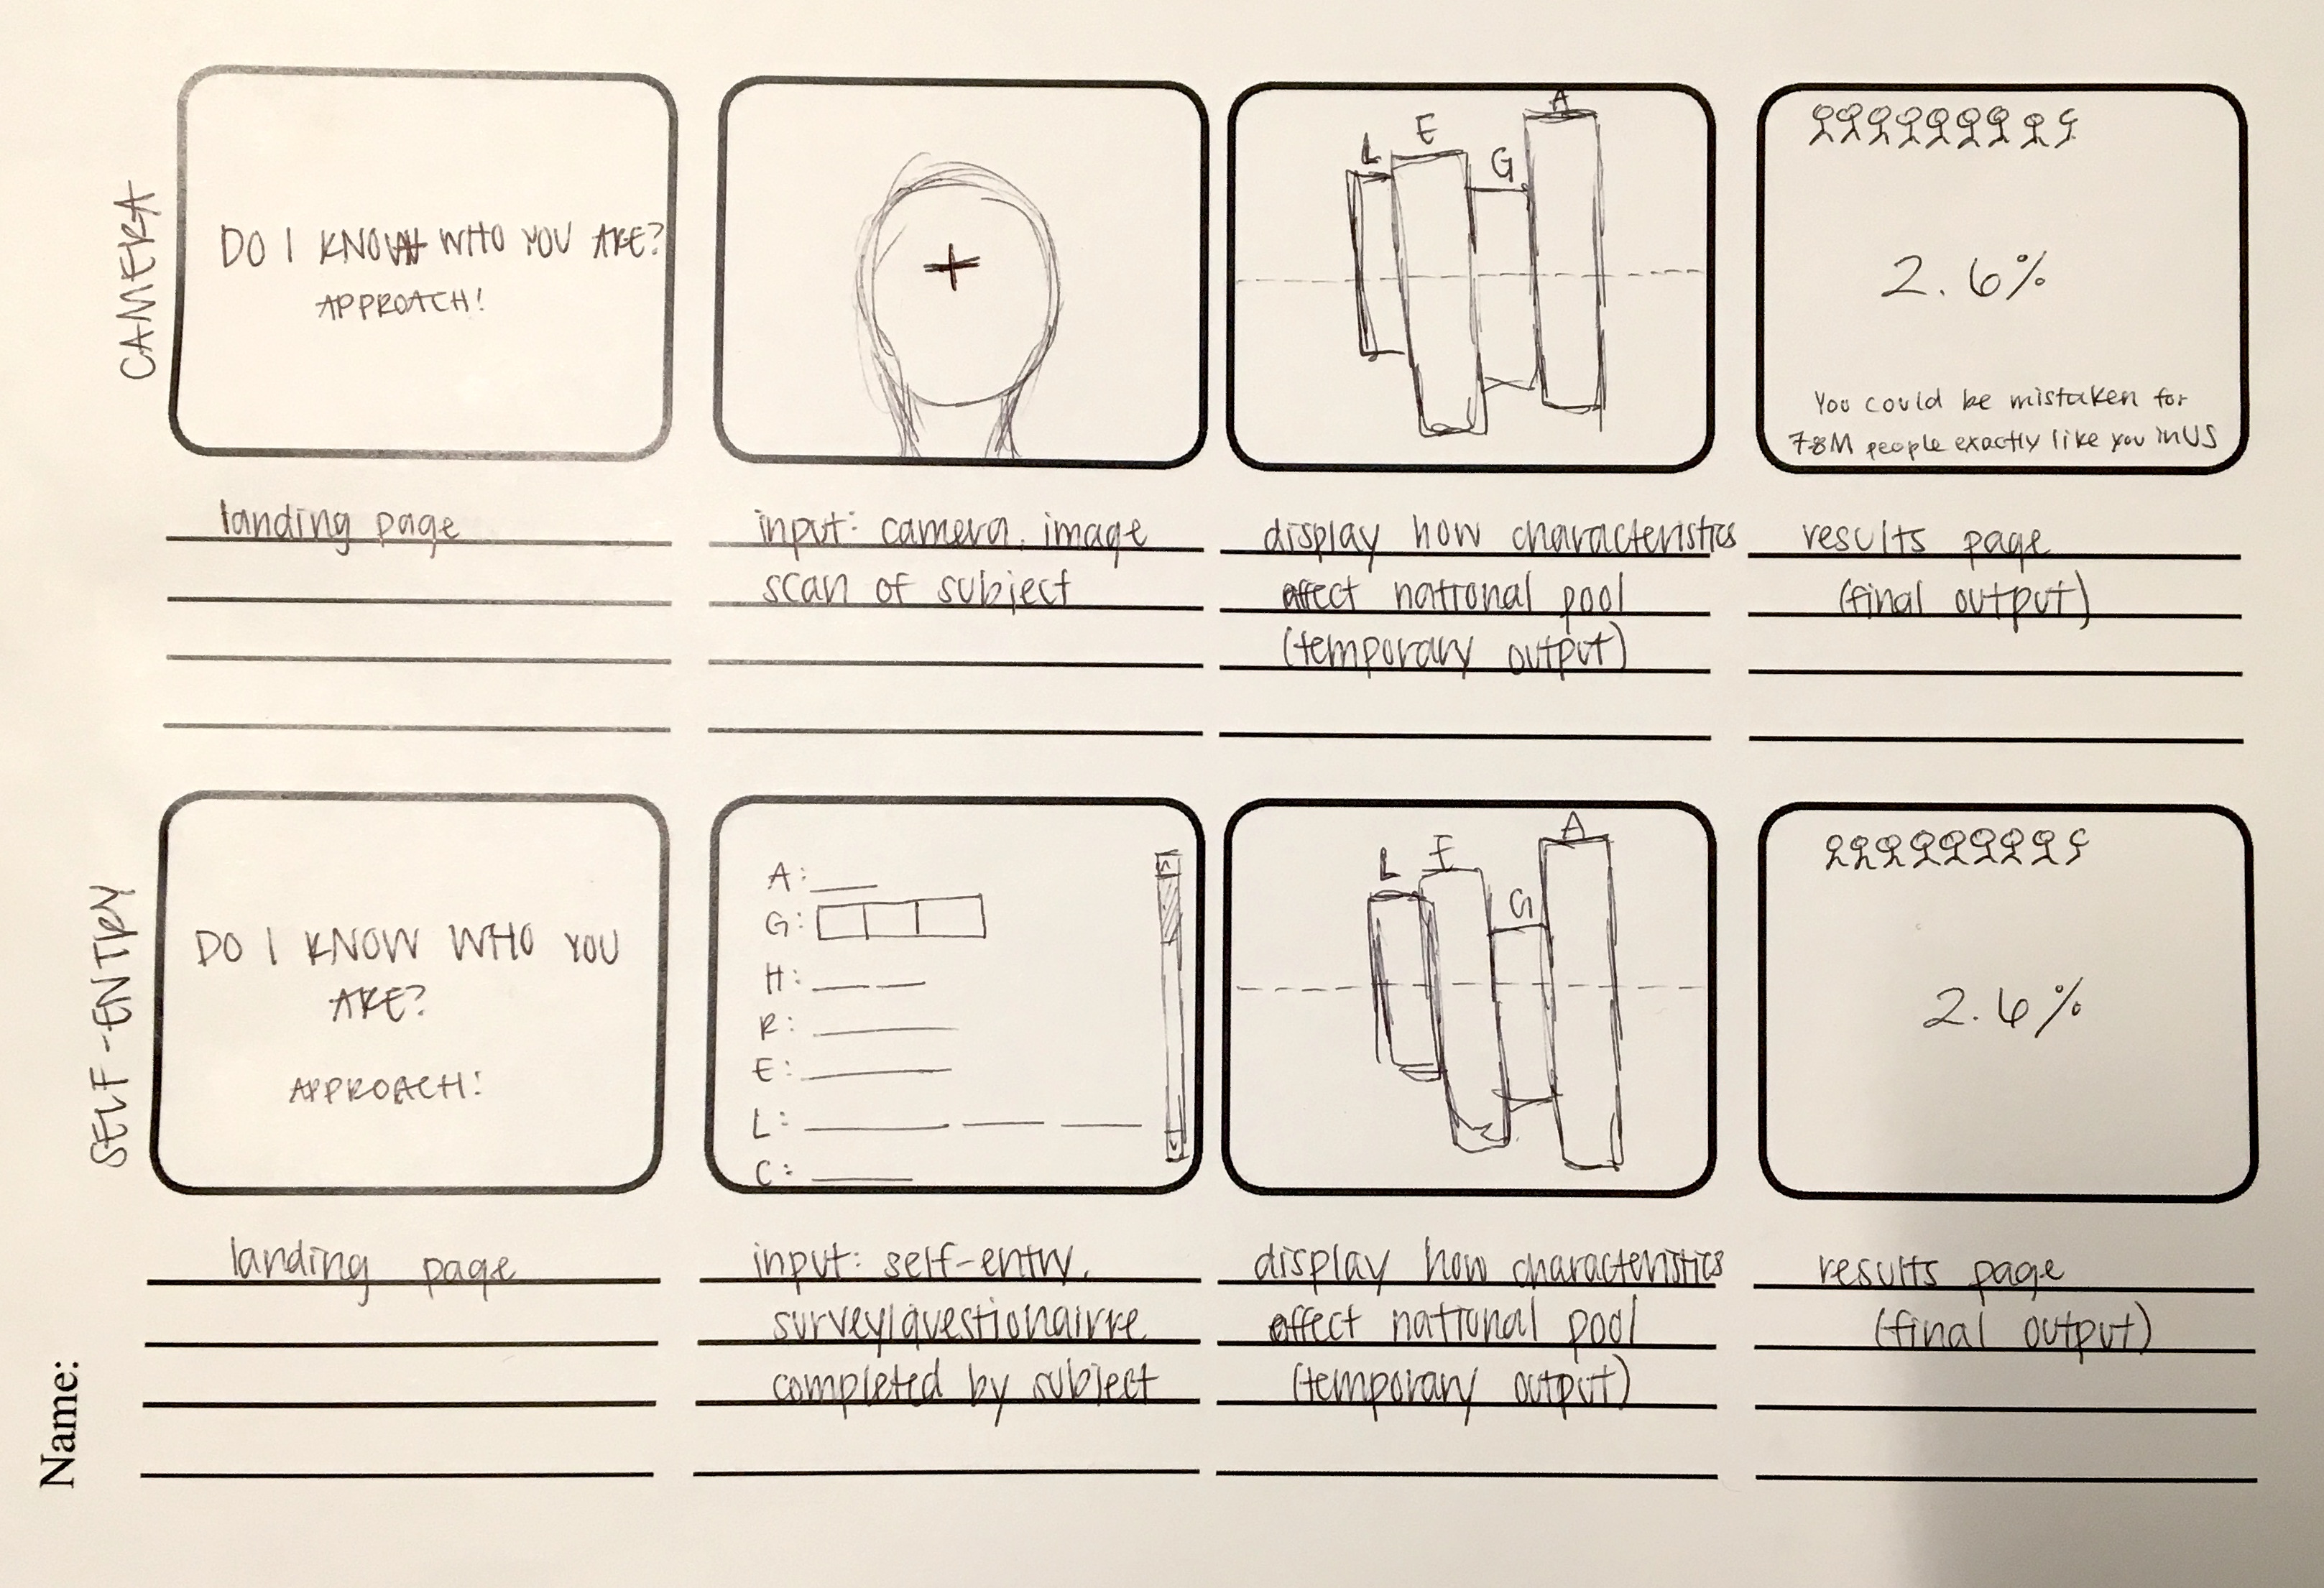 CAMERA
DO I KNOW WHO YOU ARE?
APPROACH!
L E G A
2.6%
You could be mistaken for
7.8M people exactly like you in US
landing page
input: camera, image
scan of subject
display how characteristics
affect national pool
(temporary output)
results page
(final output)
SELF-ENTRY
DO I KNOW WHO YOU
ARE?
APPROACH!
A:
G:
H:
R:
E:
L:
C:
L E G A
2.6%
landing page
input: self-entry,
survey/questionairre
completed by subject
display how characteristics
affect national pool
(temporary output)
results page
(final output)
Name: